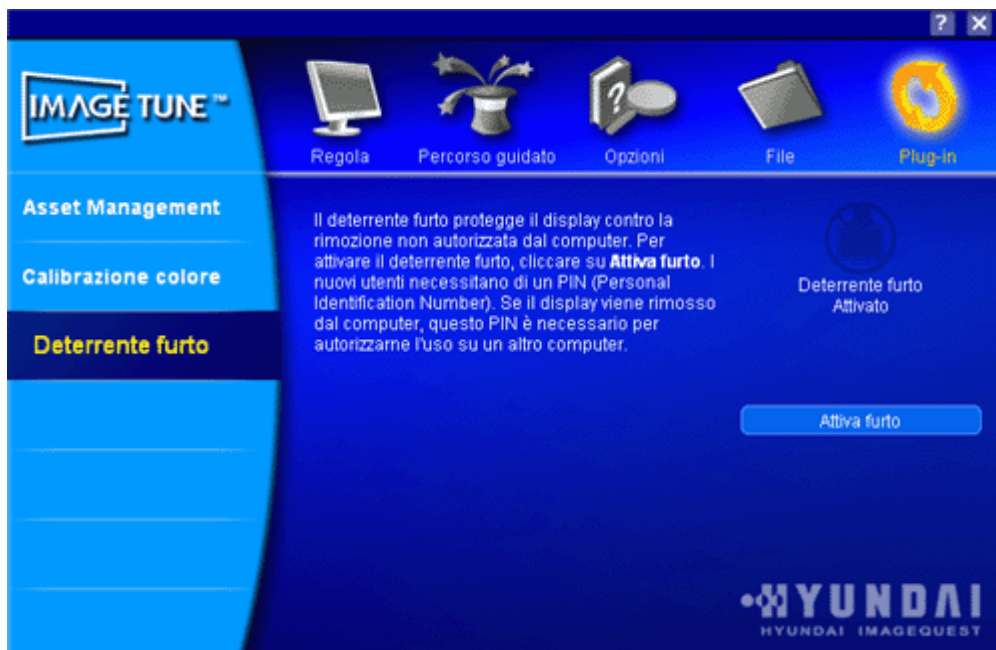 ? X
IMAGE TUNE ™
Regola
Percorso guidato
Opzioni
File
Plug-in
Asset Management
Calibrazione colore
Deterrente furto
Il deterrente furto protegge il display contro la
rimozione non autorizzata dal computer. Per
attivare il deterrente furto, cliccare su Attiva furto. I
nuovi utenti necessitano di un PIN (Personal
Identification Number). Se il display viene rimosso
dal computer, questo PIN è necessario per
autorizzarne l'uso su un altro computer.
Deterrente furto
Attivato
Attiva furto
HYUNDAI
HYUNDAI IMAGEQUEST